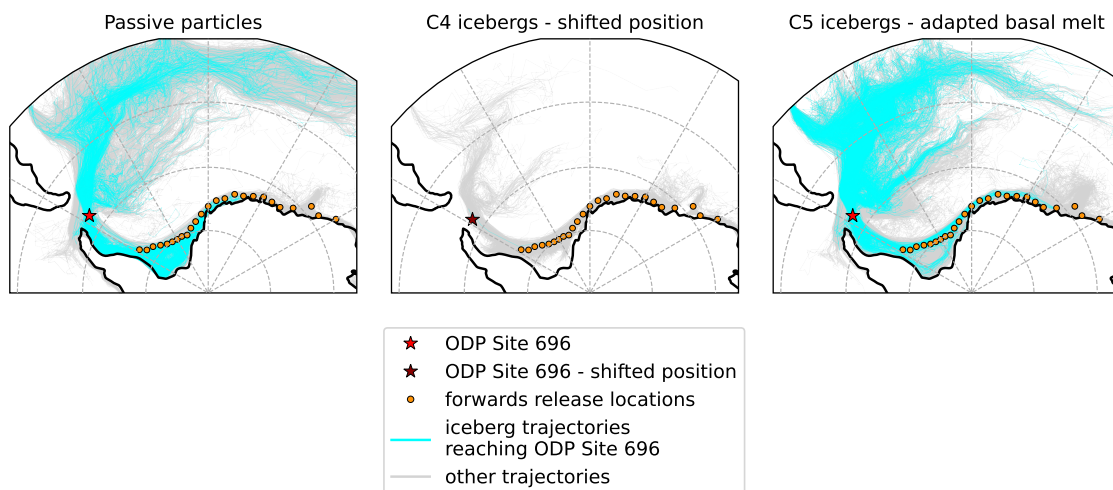 Passive particles
C4 icebergs - shifted position
C5 icebergs - adapted basal melt
ODP Site 696
ODP Site 696 - shifted position
forwards release locations
iceberg trajectories
reaching ODP Site 696
other trajectories